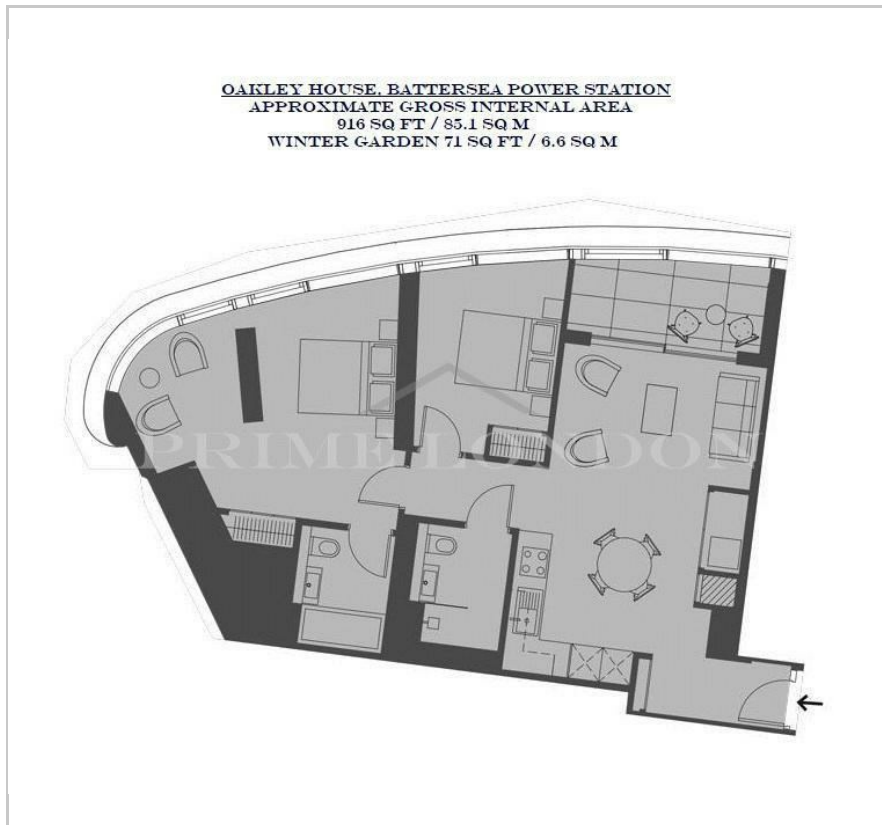 OAKLEY HOUSE, BATTERSEA POWER STATION
APPROXIMATE GROSS INTERNAL AREA
916 SQ FT / 85.1 SQ M
WINTER GARDEN 71 SQ FT / 6.6 SQ M
PRIME LONDON